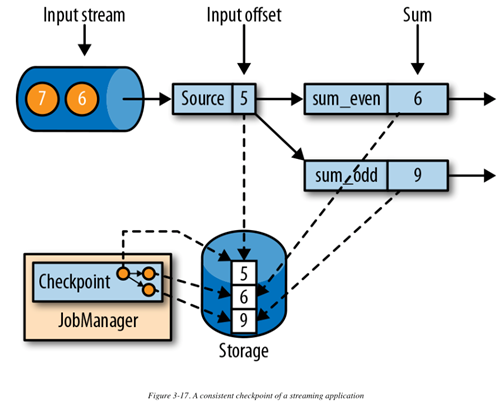 Input stream
Input offset
Sum
7
6
Source
5
sum_even
6
sum_odd
9
Checkpoint
JobManager
5
6
9
Storage
Figure 3-17. A consistent checkpoint of a streaming application